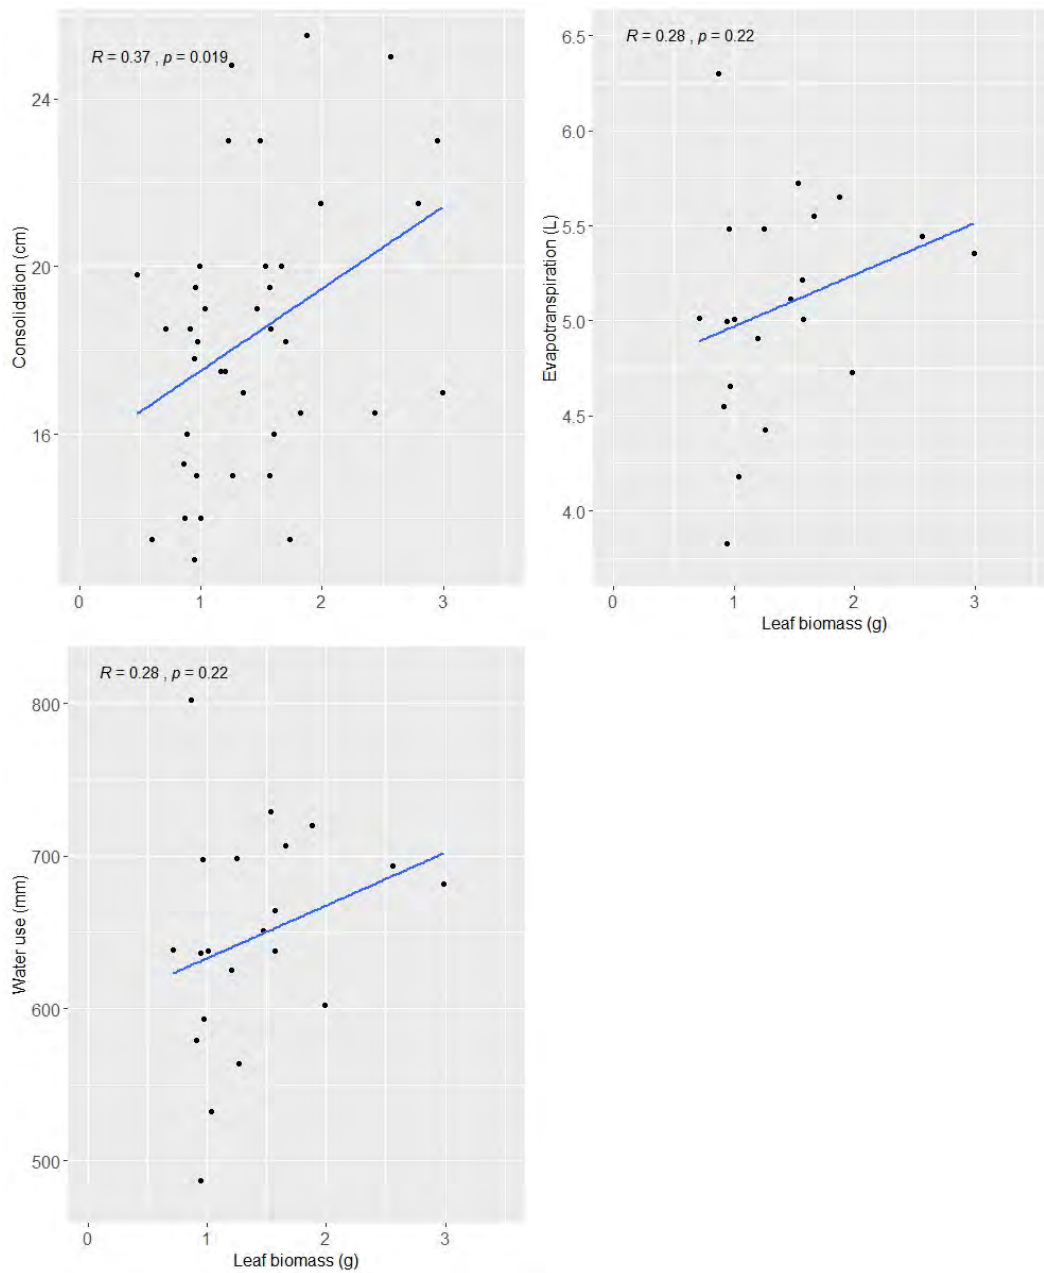 R = 0.37 , p = 0.019
24
20
16
Consolidation (cm)
0 1 2 3
R = 0.28 , p = 0.22
6.5
6.0
5.5
5.0
4.5
4.0
Evapotranspiration (L)
0 1 2 3
Leaf biomass (g)
R = 0.28 , p = 0.22
800
700
600
500
Water use (mm)
0 1 2 3
Leaf biomass (g)